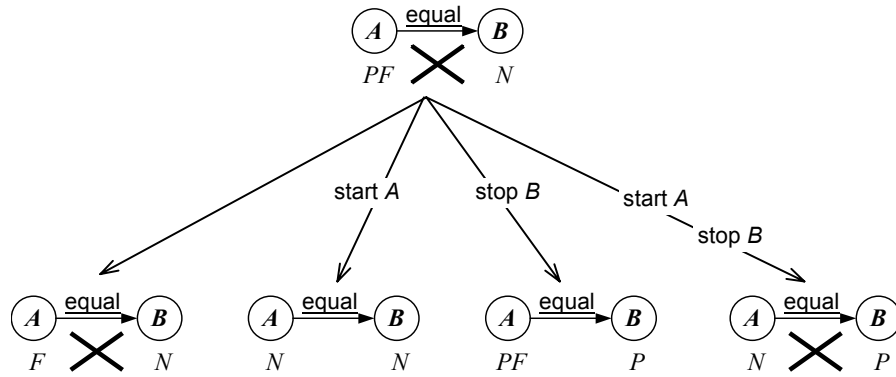 equal
A B
PF N
start A stop B start A
stop B
equal equal equal equal
A B A B A B A B
F N N N PF P N P